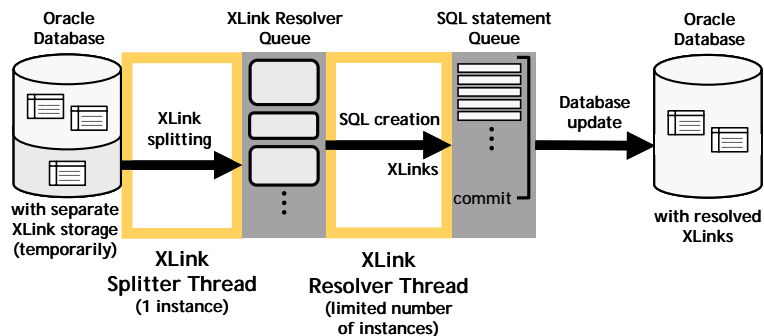 Oracle
Database
XLink Resolver
Queue
SQL statement
Queue
Oracle
Database
XLink
splitting
SQL creation
XLinks
Database
update
commit
with separate
XLink storage
(temporarily)
with resolved
XLinks
XLink
Splitter Thread
(1 instance)
XLink
Resolver Thread
(limited number
of instances)